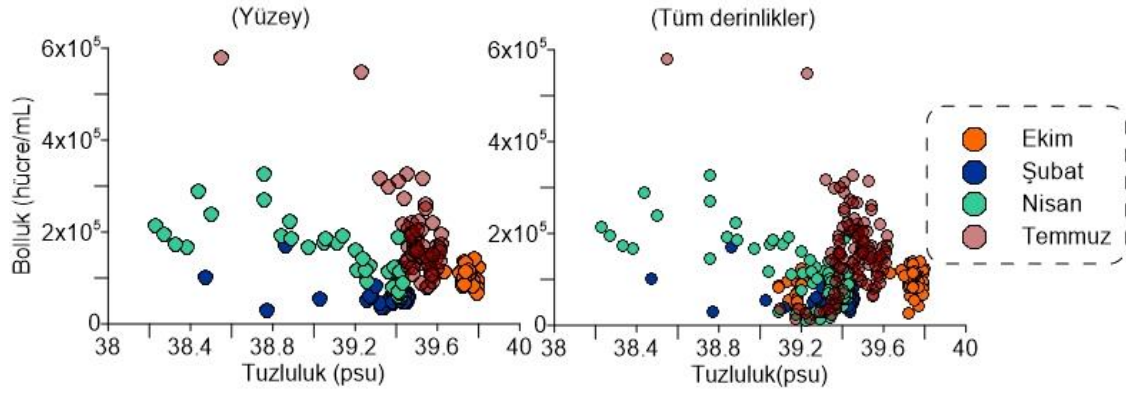 (Yüzey)
(Tüm derinlikler)
Bolluk (hücre/mL)
6x10⁵
4x10⁵
2x10⁵
0
38
38.4
38.8
39.2
39.6
40
Tuzluluk (psu)
6x10⁵
4x10⁵
2x10⁵
0
38
38.4
38.8
39.2
39.6
40
Tuzluluk(psu)
Ekim
Şubat
Nisan
Temmuz